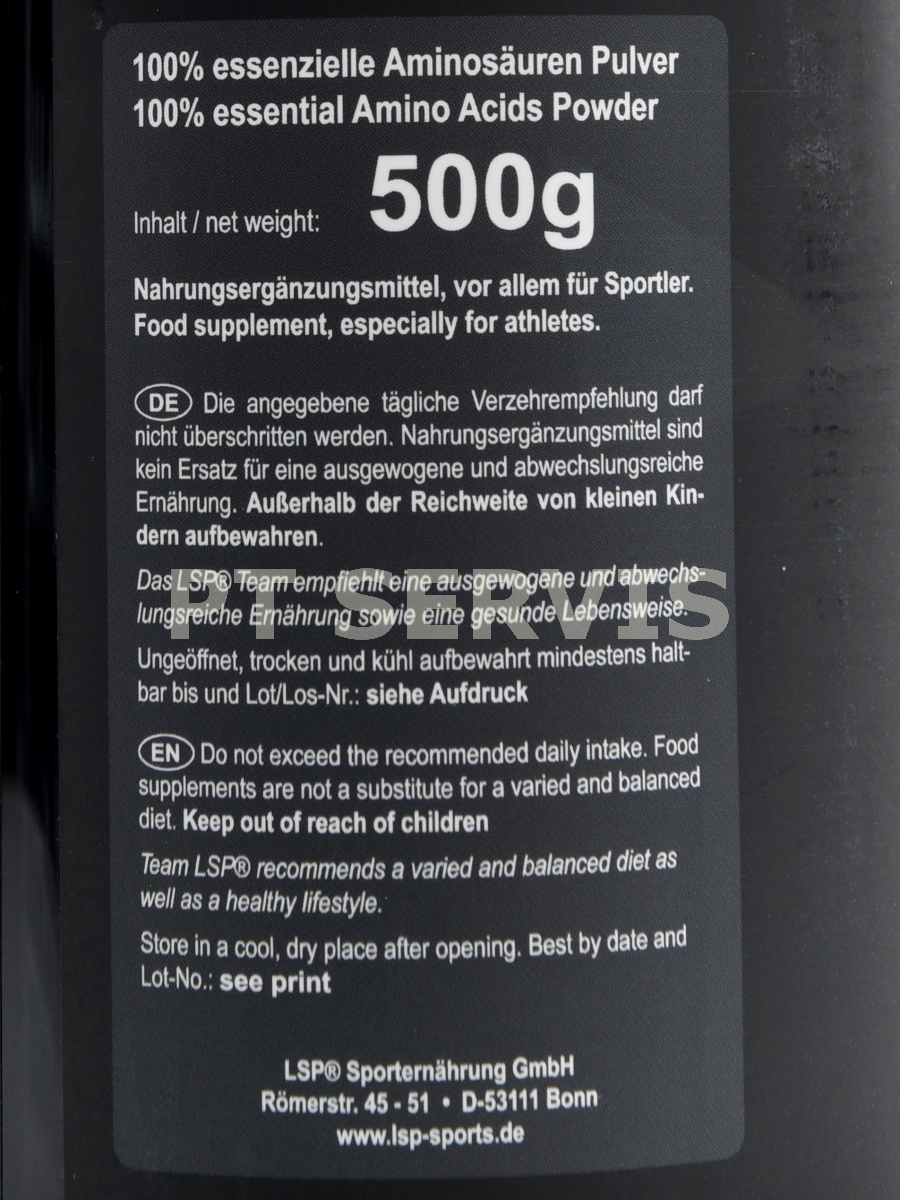 100% essenzielle Aminosäuren Pulver
100% essential Amino Acids Powder
Inhalt / net weight: 500g
Nahrungsergänzungsmittel, vor allem für Sportler.
Food supplement, especially for athletes.
DE Die angegebene tägliche Verzehrempfehlung darf
nicht überschritten werden. Nahrungsergänzungsmittel sind
kein Ersatz für eine ausgewogene und abwechslungsreiche
Ernährung. Außerhalb der Reichweite von kleinen Kin-
dern aufbewahren.
Das LSP® Team empfiehlt eine ausgewogene und abwechs-
lungsreiche Ernährung sowie eine gesunde Lebensweise.
PT SERVIS
Ungeöffnet, trocken und kühl aufbewahrt mindestens halt-
bar bis und Lot/Los-Nr.: siehe Aufdruck
EN Do not exceed the recommended daily intake. Food
supplements are not a substitute for a varied and balanced
diet. Keep out of reach of children
Team LSP® recommends a varied and balanced diet as
well as a healthy lifestyle.
Store in a cool, dry place after opening. Best by date and
Lot-No.: see print
LSP® Sporternährung GmbH
Römerstr. 45 - 51 • D-53111 Bonn
www.lsp-sports.de